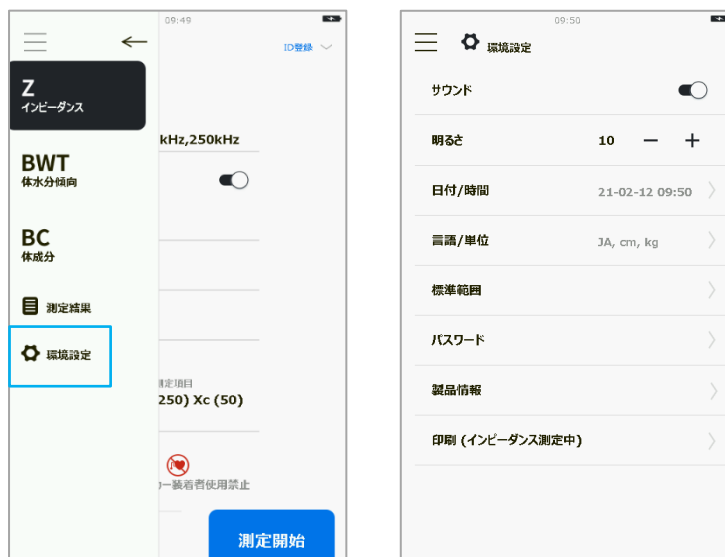 09:49
ID登録
Z
インピーダンス
kHz,250kHz
BWT
体水分傾向
BC
体成分
測定結果
環境設定
測定項目
250) Xc (50)
ー装着者使用禁止
測定開始
09:50
環境設定
サウンド
明るさ 10 − +
日付/時間 21-02-12 09:50
言語/単位 JA, cm, kg
標準範囲
パスワード
製品情報
印刷 (インピーダンス測定中)